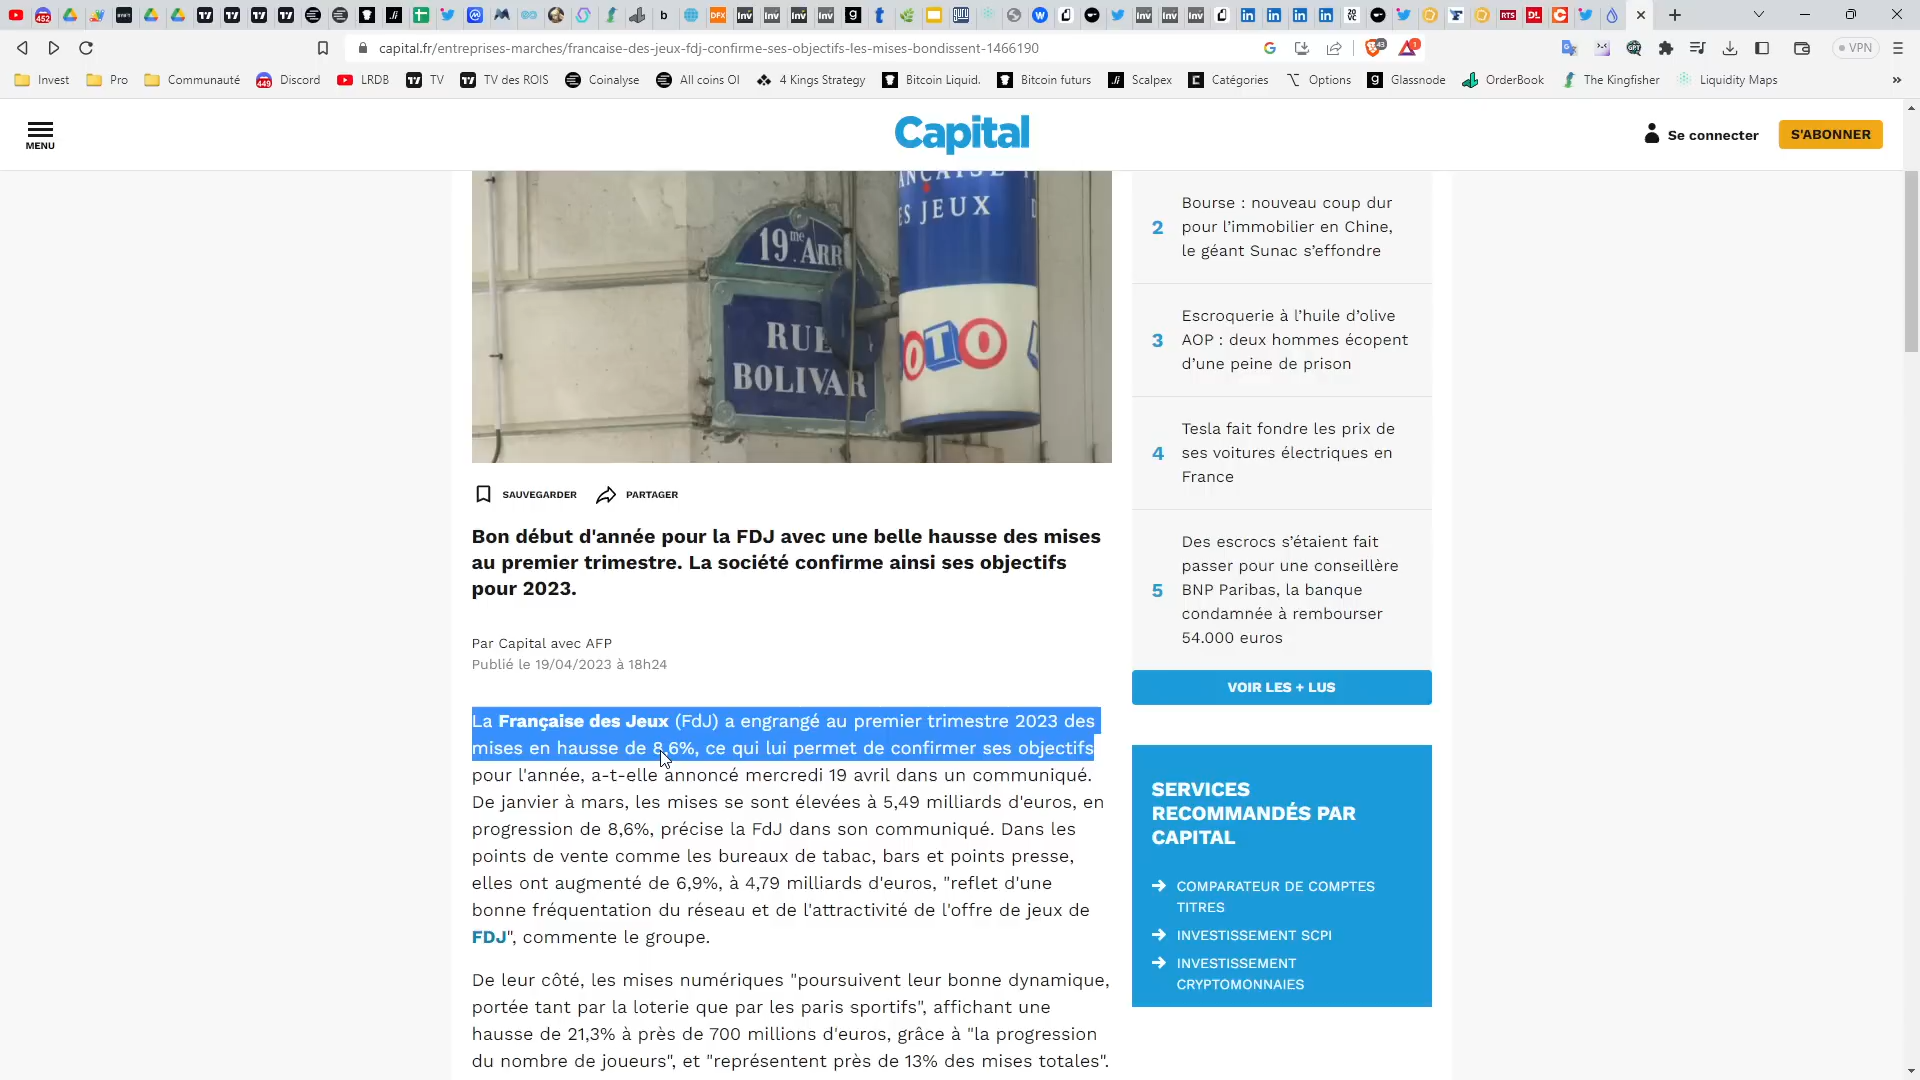 452
capital.fr/entreprises-marches/francaise-des-jeux-fdj-confirme-ses-objectifs-les-mises-bondissent-1466190
VPN
Invest Pro Communauté Discord LRDB TV TV des ROIS Coinalyse All coins OI 4 Kings Strategy Bitcoin Liquid. Bitcoin futurs Scalpex Catégories Options Glassnode OrderBook The Kingfisher Liquidity Maps
MENU
Capital
Se connecter
S'ABONNER
ES JEUX
19me ARR
RUE
BOLIVAR
OTO
SAUVEGARDER
PARTAGER
Bon début d'année pour la FDJ avec une belle hausse des mises
au premier trimestre. La société confirme ainsi ses objectifs
pour 2023.
Par Capital avec AFP
Publié le 19/04/2023 à 18h24
La Française des Jeux (FdJ) a engrangé au premier trimestre 2023 des
mises en hausse de 8,6%, ce qui lui permet de confirmer ses objectifs
pour l'année, a-t-elle annoncé mercredi 19 avril dans un communiqué.
De janvier à mars, les mises se sont élevées à 5,49 milliards d'euros, en
progression de 8,6%, précise la FdJ dans son communiqué. Dans les
points de vente comme les bureaux de tabac, bars et points presse,
elles ont augmenté de 6,9%, à 4,79 milliards d'euros, "reflet d'une
bonne fréquentation du réseau et de l'attractivité de l'offre de jeux de
FDJ", commente le groupe.
De leur côté, les mises numériques "poursuivent leur bonne dynamique,
portée tant par la loterie que par les paris sportifs", affichant une
hausse de 21,3% à près de 700 millions d'euros, grâce à "la progression
du nombre de joueurs", et "représentent près de 13% des mises totales".
2
Bourse : nouveau coup dur
pour l’immobilier en Chine,
le géant Sunac s’effondre
3
Escroquerie à l’huile d’olive
AOP : deux hommes écopent
d’une peine de prison
4
Tesla fait fondre les prix de
ses voitures électriques en
France
5
Des escrocs s’étaient fait
passer pour une conseillère
BNP Paribas, la banque
condamnée à rembourser
54.000 euros
VOIR LES + LUS
SERVICES
RECOMMANDÉS PAR
CAPITAL
COMPARATEUR DE COMPTES
TITRES
INVESTISSEMENT SCPI
INVESTISSEMENT
CRYPTOMONNAIES